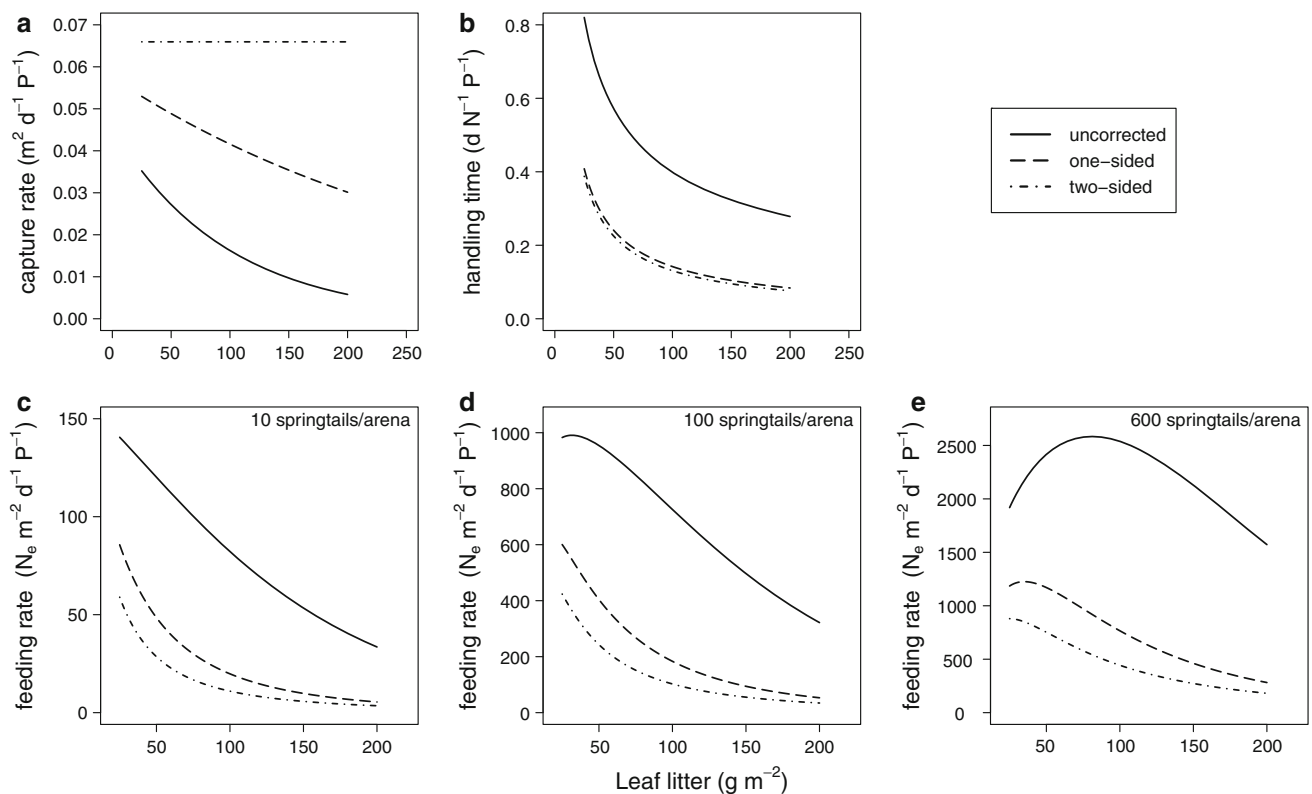 a
capture rate (m² d⁻¹ P⁻¹)
0.07
0.06
0.05
0.04
0.03
0.02
0.01
0.00
0 50 100 150 200 250
b
handling time (d N⁻¹ P⁻¹)
0.8
0.6
0.4
0.2
0.0
0 50 100 150 200 250
uncorrected
one−sided
two−sided
c
10 springtails/arena
feeding rate (Nₑ m⁻² d⁻¹ P⁻¹)
150
100
50
0
50 100 150 200
d
100 springtails/arena
feeding rate (Nₑ m⁻² d⁻¹ P⁻¹)
1000
800
600
400
200
0
50 100 150 200
e
600 springtails/arena
feeding rate (Nₑ m⁻² d⁻¹ P⁻¹)
2500
2000
1500
1000
500
0
50 100 150 200
Leaf litter (g m⁻²)